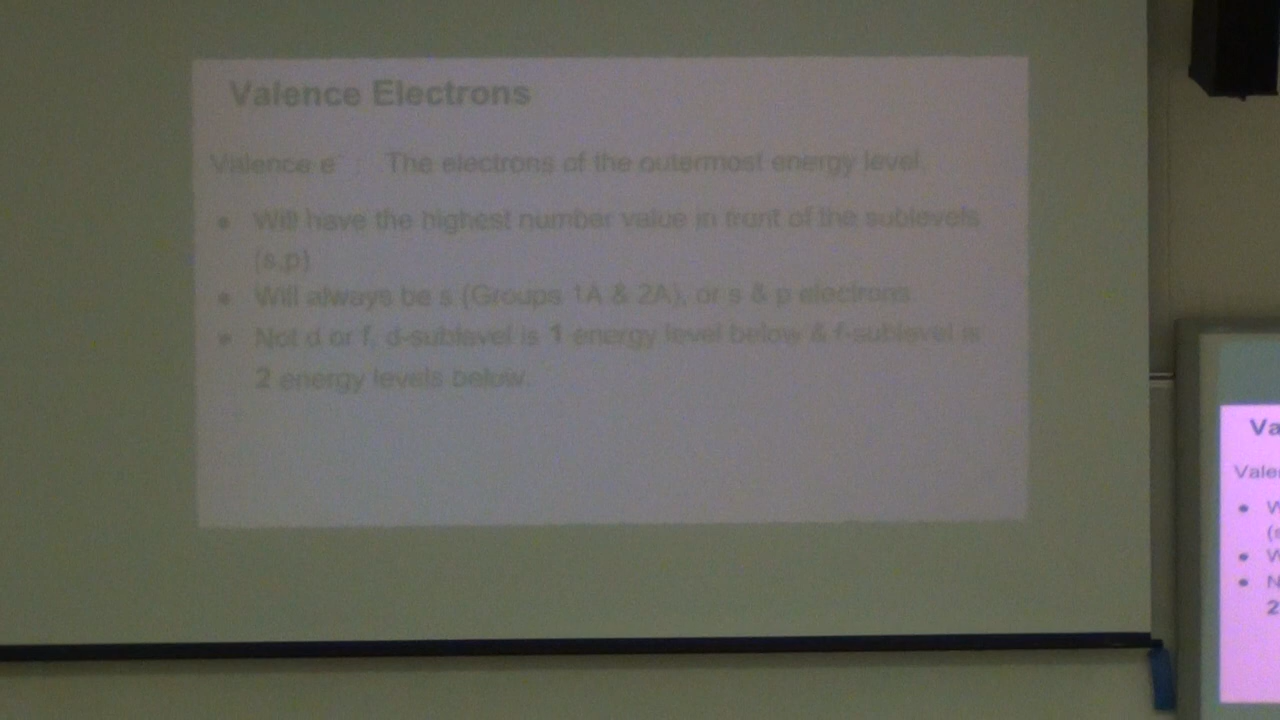 Valence Electrons
Valence e⁻ : The electrons of the outermost energy level.
● Will have the highest number value in front of the sublevels
(s,p)
● Will always be s (Groups 1A & 2A), or s & p electrons
● Not d or f, d-sublevel is 1 energy level below & f-sublevel is
2 energy levels below.
Va
Vale
● W
(s
● W
● N
2